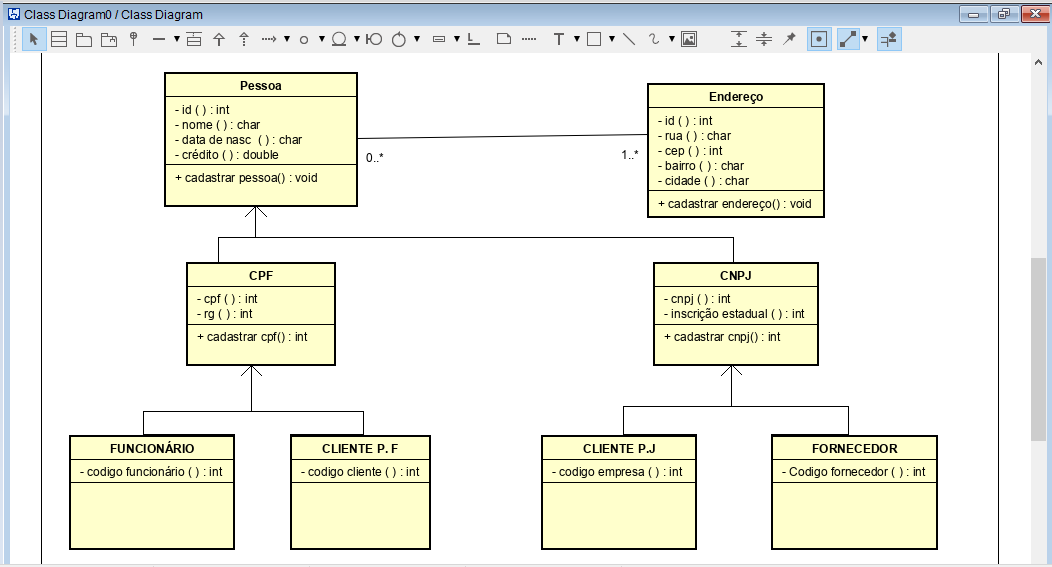 Class Diagram0 / Class Diagram
Pessoa
- id ( ) : int
- nome ( ) : char
- data de nasc  ( ) : char
- crédito ( ) : double
+ cadastrar pessoa() : void
0..*
1..*
Endereço
- id ( ) : int
- rua ( ) : char
- cep ( ) : int
- bairro ( ) : char
- cidade ( ) : char
+ cadastrar endereço() : void
CPF
- cpf ( ) : int
- rg ( ) : int
+ cadastrar cpf() : int
CNPJ
- cnpj ( ) : int
- inscrição estadual ( ) : int
+ cadastrar cnpj() : int
FUNCIONÁRIO
- codigo funcionário ( ) : int
CLIENTE P. F
- codigo cliente ( ) : int
CLIENTE P.J
- codigo empresa ( ) : int
FORNECEDOR
- Codigo fornecedor ( ) : int